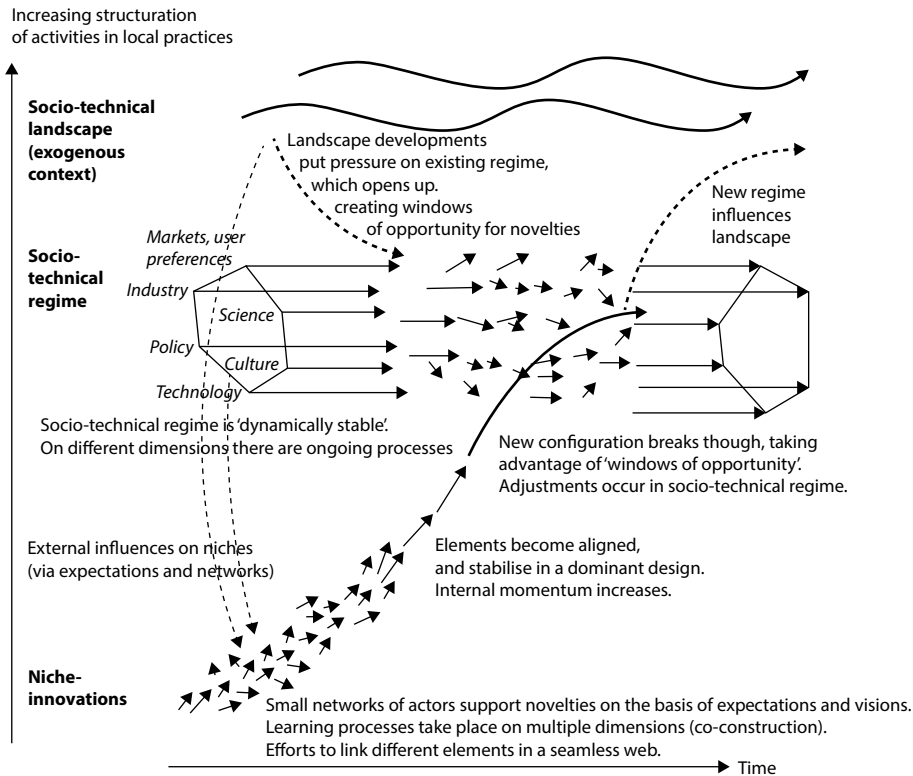 Increasing structuration
of activities in local practices
Socio-technical
landscape
(exogenous
context)
Landscape developments
put pressure on existing regime,
which opens up.
creating windows
of opportunity for novelties
New regime
influences
landscape
Socio-
technical
regime
Markets, user
preferences
Industry
Science
Policy
Culture
Technology
Socio-technical regime is ‘dynamically stable’.
On different dimensions there are ongoing processes
New configuration breaks though, taking
advantage of ‘windows of opportunity’.
Adjustments occur in socio-technical regime.
External influences on niches
(via expectations and networks)
Elements become aligned,
and stabilise in a dominant design.
Internal momentum increases.
Niche-
innovations
Small networks of actors support novelties on the basis of expectations and visions.
Learning processes take place on multiple dimensions (co-construction).
Efforts to link different elements in a seamless web.
Time